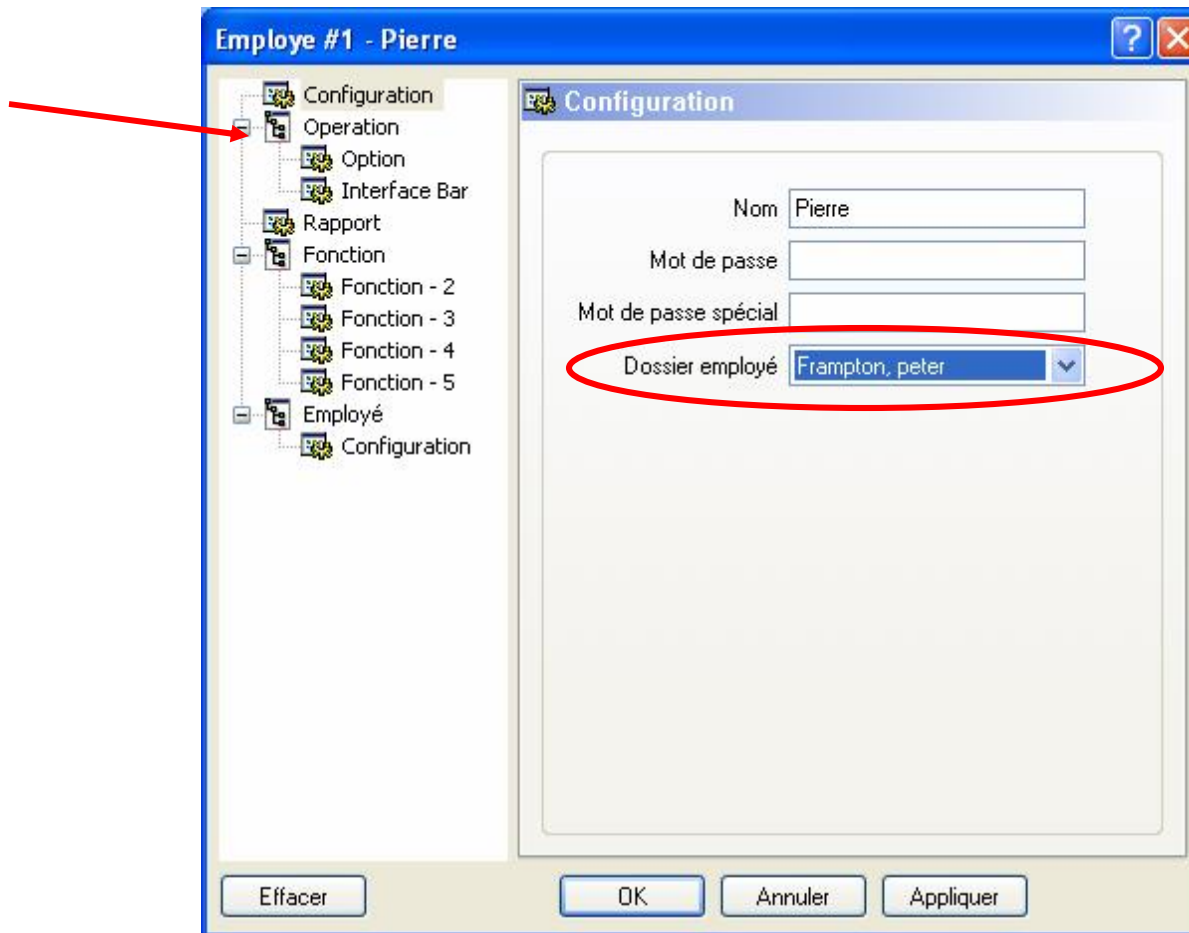 Employe #1 - Pierre
Configuration
Operation
Option
Interface Bar
Rapport
Fonction
Fonction - 2
Fonction - 3
Fonction - 4
Fonction - 5
Employé
Configuration
Configuration
Nom Pierre
Mot de passe
Mot de passe spécial
Dossier employé Frampton, peter
Effacer OK Annuler Appliquer